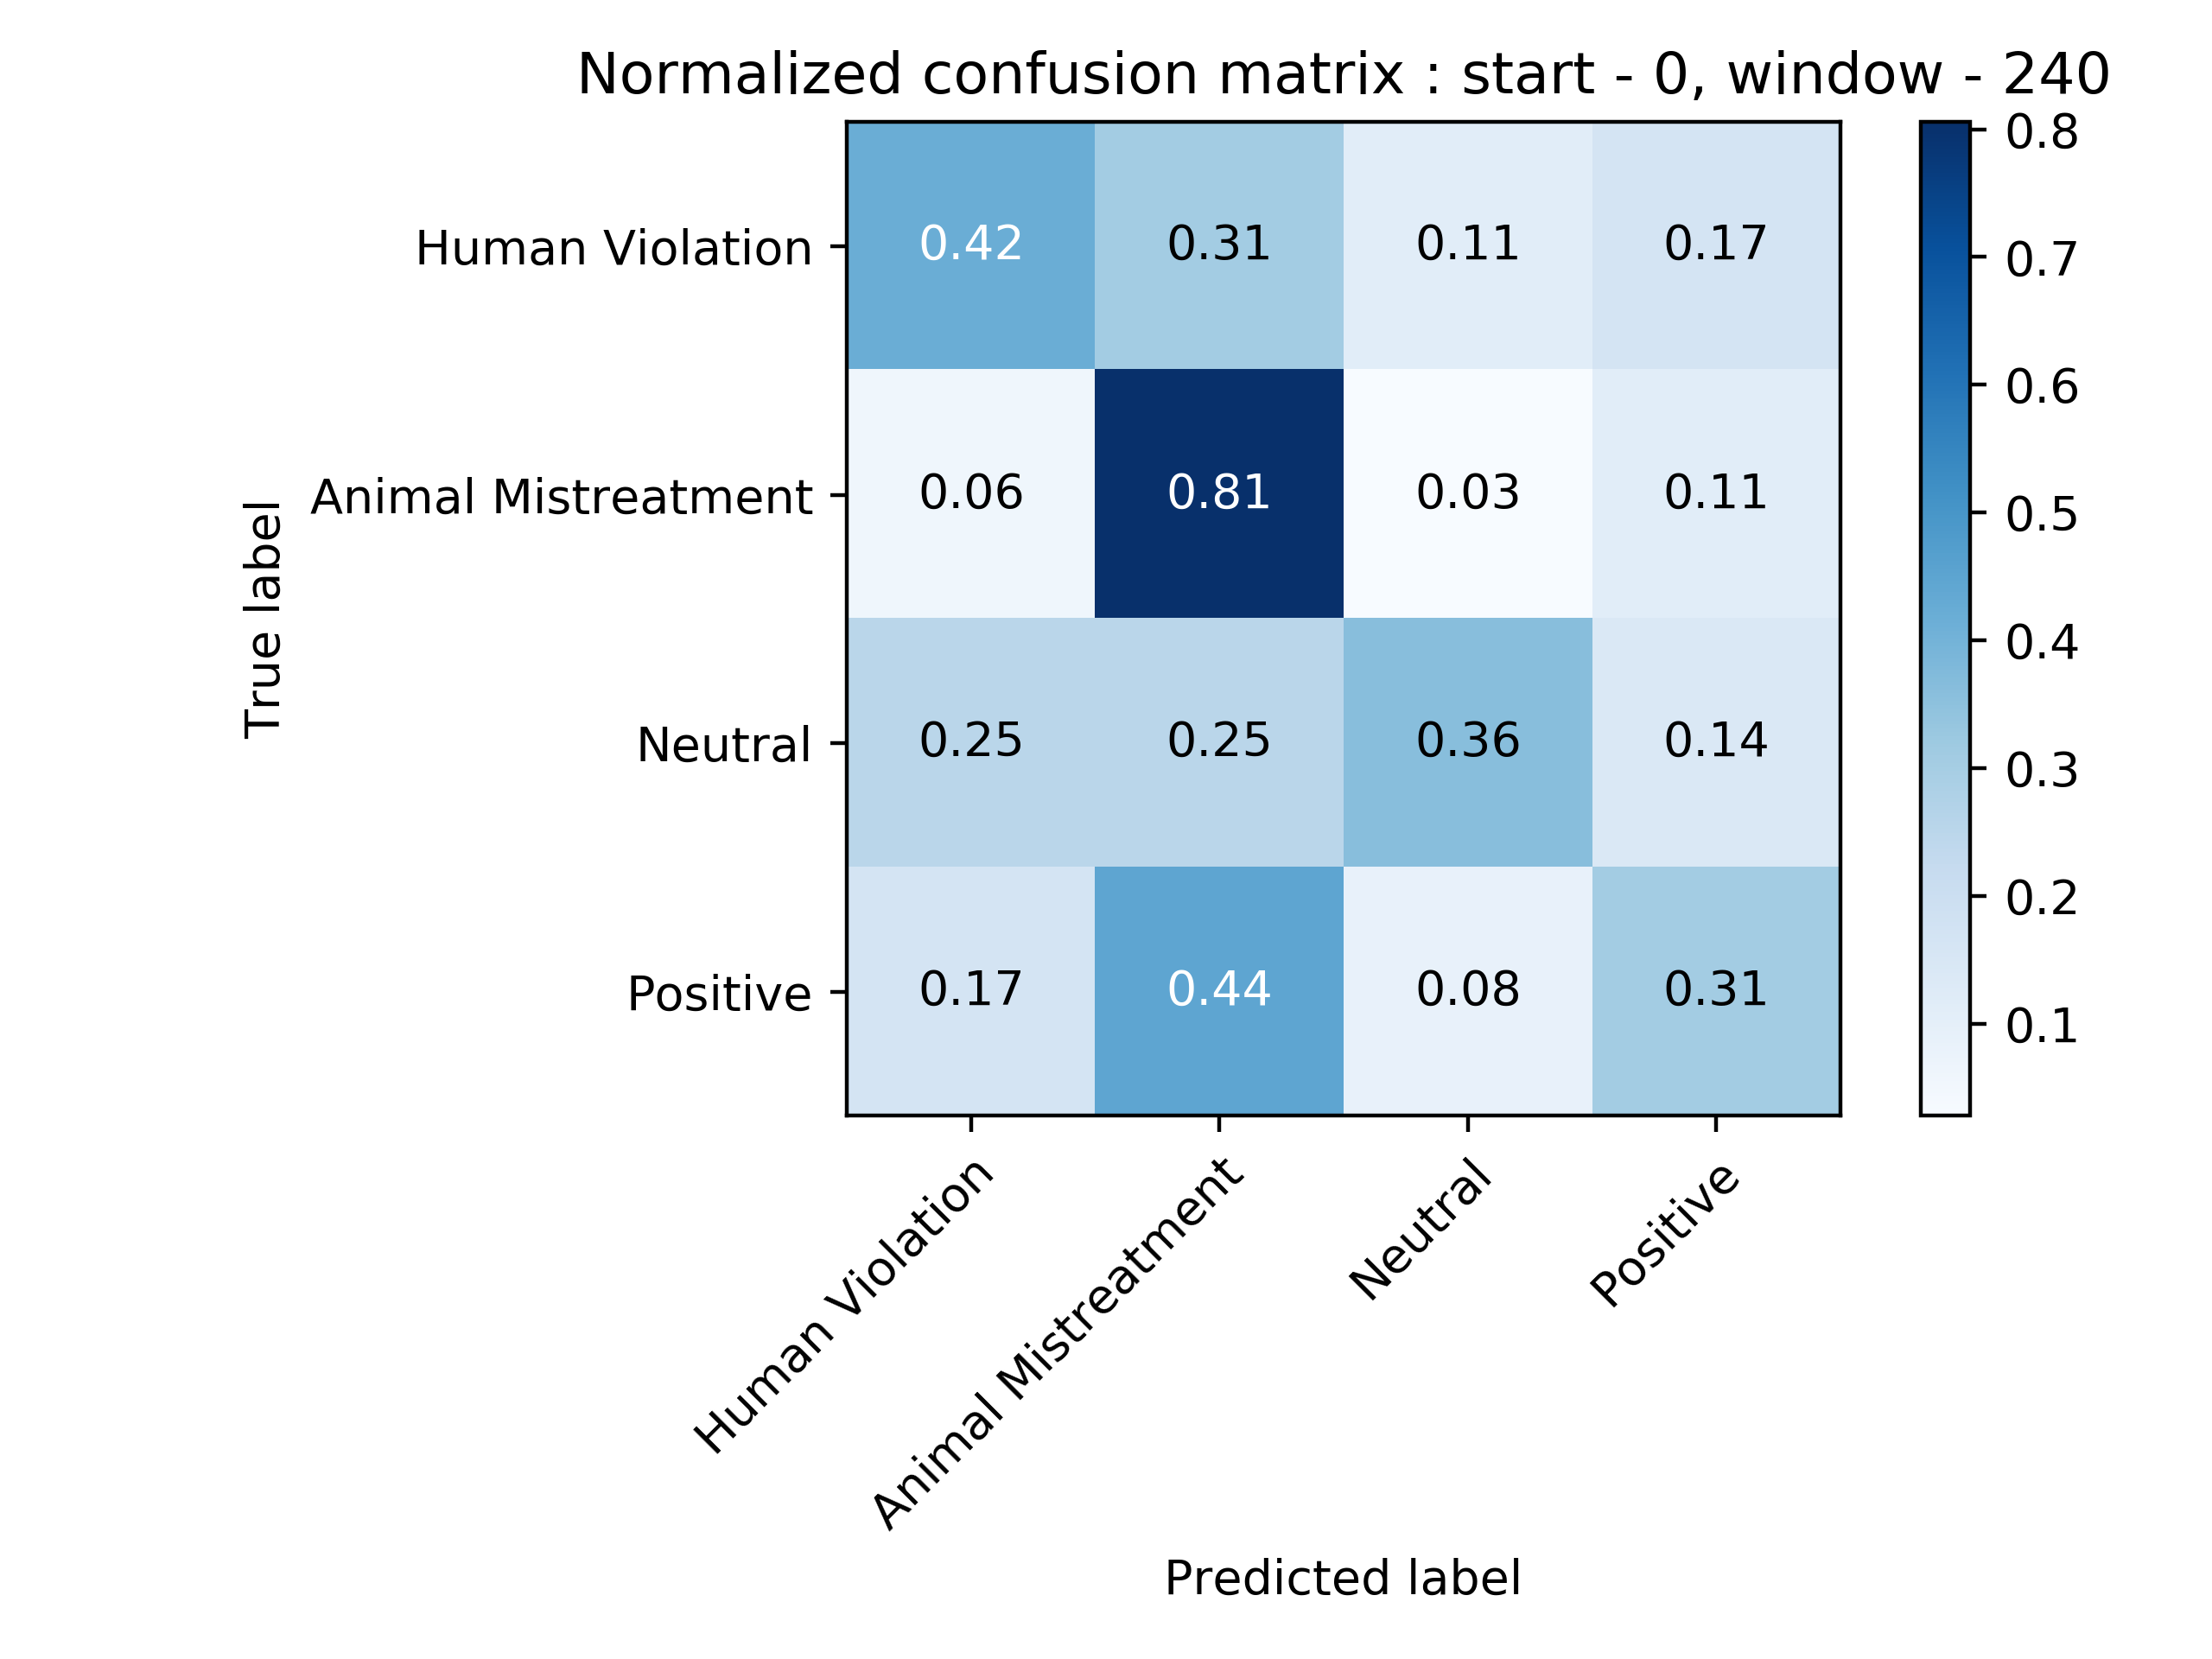 Normalized confusion matrix : start - 0, window - 240
True label
Human Violation
Animal Mistreatment
Neutral
Positive
0.42 0.31 0.11 0.17
0.06 0.81 0.03 0.11
0.25 0.25 0.36 0.14
0.17 0.44 0.08 0.31
0.8
0.7
0.6
0.5
0.4
0.3
0.2
0.1
Human Violation
Animal Mistreatment
Neutral
Positive
Predicted label